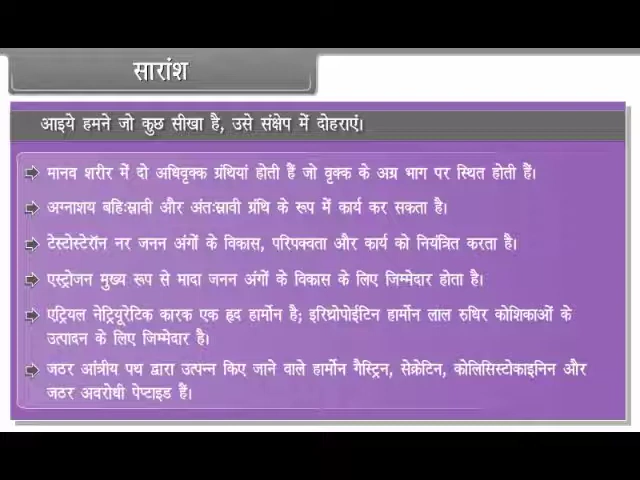 सारांश
आइये हमने जो कुछ सीखा है, उसे संक्षेप में दोहराएं।
मानव शरीर में दो अधिवृक्क ग्रंथियां होती हैं जो वृक्क के अग्र भाग पर स्थित होती हैं।
अग्नाशय बहिःस्रावी और अंतःस्रावी ग्रंथि के रूप में कार्य कर सकता है।
टेस्टोस्टेरॉन नर जनन अंगों के विकास, परिपक्वता और कार्य को नियंत्रित करता है।
एस्ट्रोजन मुख्य रूप से मादा जनन अंगों के विकास के लिए जिम्मेदार होता है।
एट्रियल नेट्रियूरेटिक कारक एक हृद हार्मोन है; इरिथ्रोपोईटिन हार्मोन लाल रुधिर कोशिकाओं के
उत्पादन के लिए जिम्मेदार है।
जठर आंत्रीय पथ द्वारा उत्पन्न किए जाने वाले हार्मोन गैस्ट्रिन, सेक्रेटिन, कोलिसिस्टोकाइनिन और
जठर अवरोधी पेप्टाइड हैं।